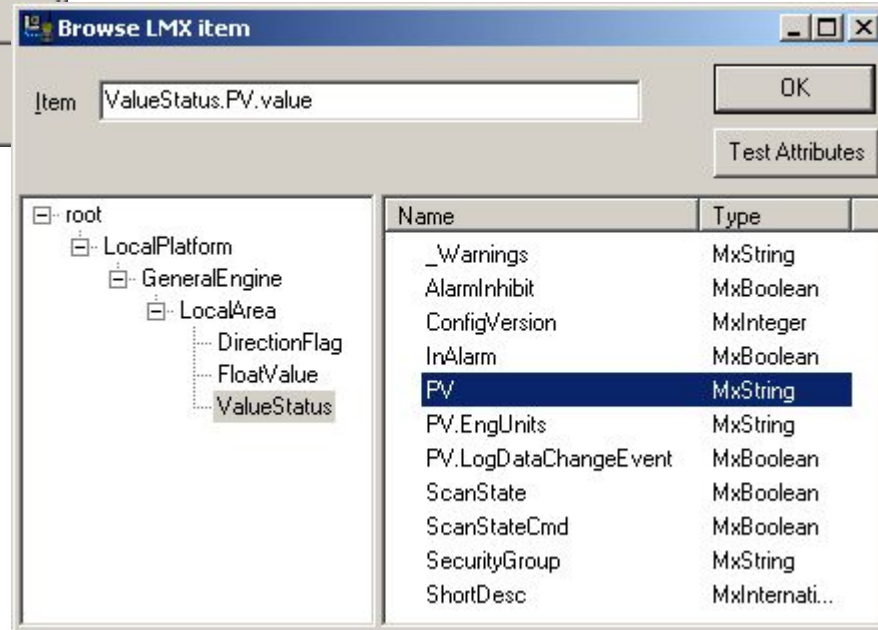 Browse LMX item
Item ValueStatus.PV.value
OK
Test Attributes
root
LocalPlatform
GeneralEngine
LocalArea
DirectionFlag
FloatValue
ValueStatus
Name Type
_Warnings MxString
AlarmInhibit MxBoolean
ConfigVersion MxInteger
InAlarm MxBoolean
PV MxString
PV.EngUnits MxString
PV.LogDataChangeEvent MxBoolean
ScanState MxBoolean
ScanStateCmd MxBoolean
SecurityGroup MxString
ShortDesc MxInternati...